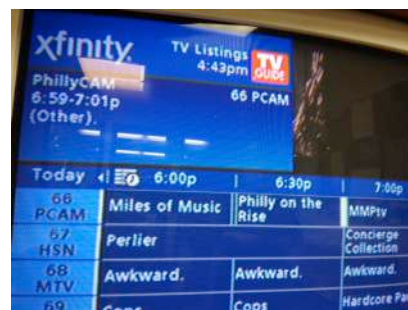 xfinity
TV Listings
4:43pm
TV
GUIDE
PhillyCAM
6:59-7:01p
(Other).
66 PCAM
Today
6:00p
6:30p
7:00p
66
PCAM
Miles of Music
Philly on the
Rise
MMPtv
67
HSN
Perlier
Concierge
Collection
68
MTV
Awkward.
Awkward.
Awkward.
69
Cops
Cops
Hardcore Pa